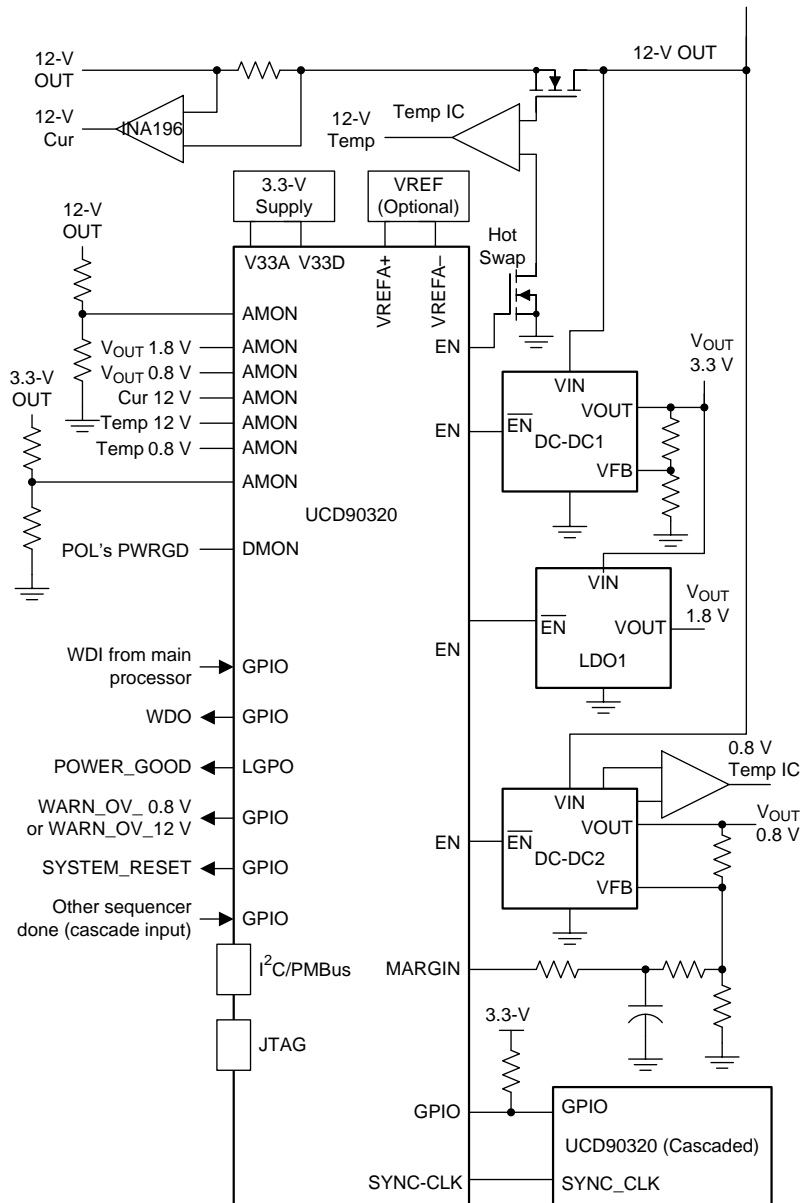 12-V
OUT
12-V
Cur
INA196
12-V
Temp
Temp IC
12-V OUT
3.3-V
Supply
VREF
(Optional)
Hot
Swap
12-V
OUT
V33A V33D
VREFA+
VREFA–
AMON
EN
VOUT 1.8 V
AMON
VOUT 0.8 V
AMON
Cur 12 V
AMON
Temp 12 V
AMON
Temp 0.8 V
AMON
3.3-V
OUT
AMON
UCD90320
POL's PWRGD
DMON
VOUT
3.3 V
VIN
VOUT
EN
EN
DC-DC1
VFB
VIN
VOUT
1.8 V
EN
EN
VOUT
LDO1
WDI from main
processor
GPIO
WDO
GPIO
POWER_GOOD
LGPO
WARN_OV_ 0.8 V
or WARN_OV_12 V
GPIO
SYSTEM_RESET
GPIO
Other sequencer
done (cascade input)
GPIO
0.8 V
Temp IC
VIN
VOUT
0.8 V
VOUT
EN
EN
DC-DC2
VFB
I2C/PMBus
MARGIN
JTAG
3.3-V
GPIO
GPIO
UCD90320 (Cascaded)
SYNC-CLK
SYNC_CLK